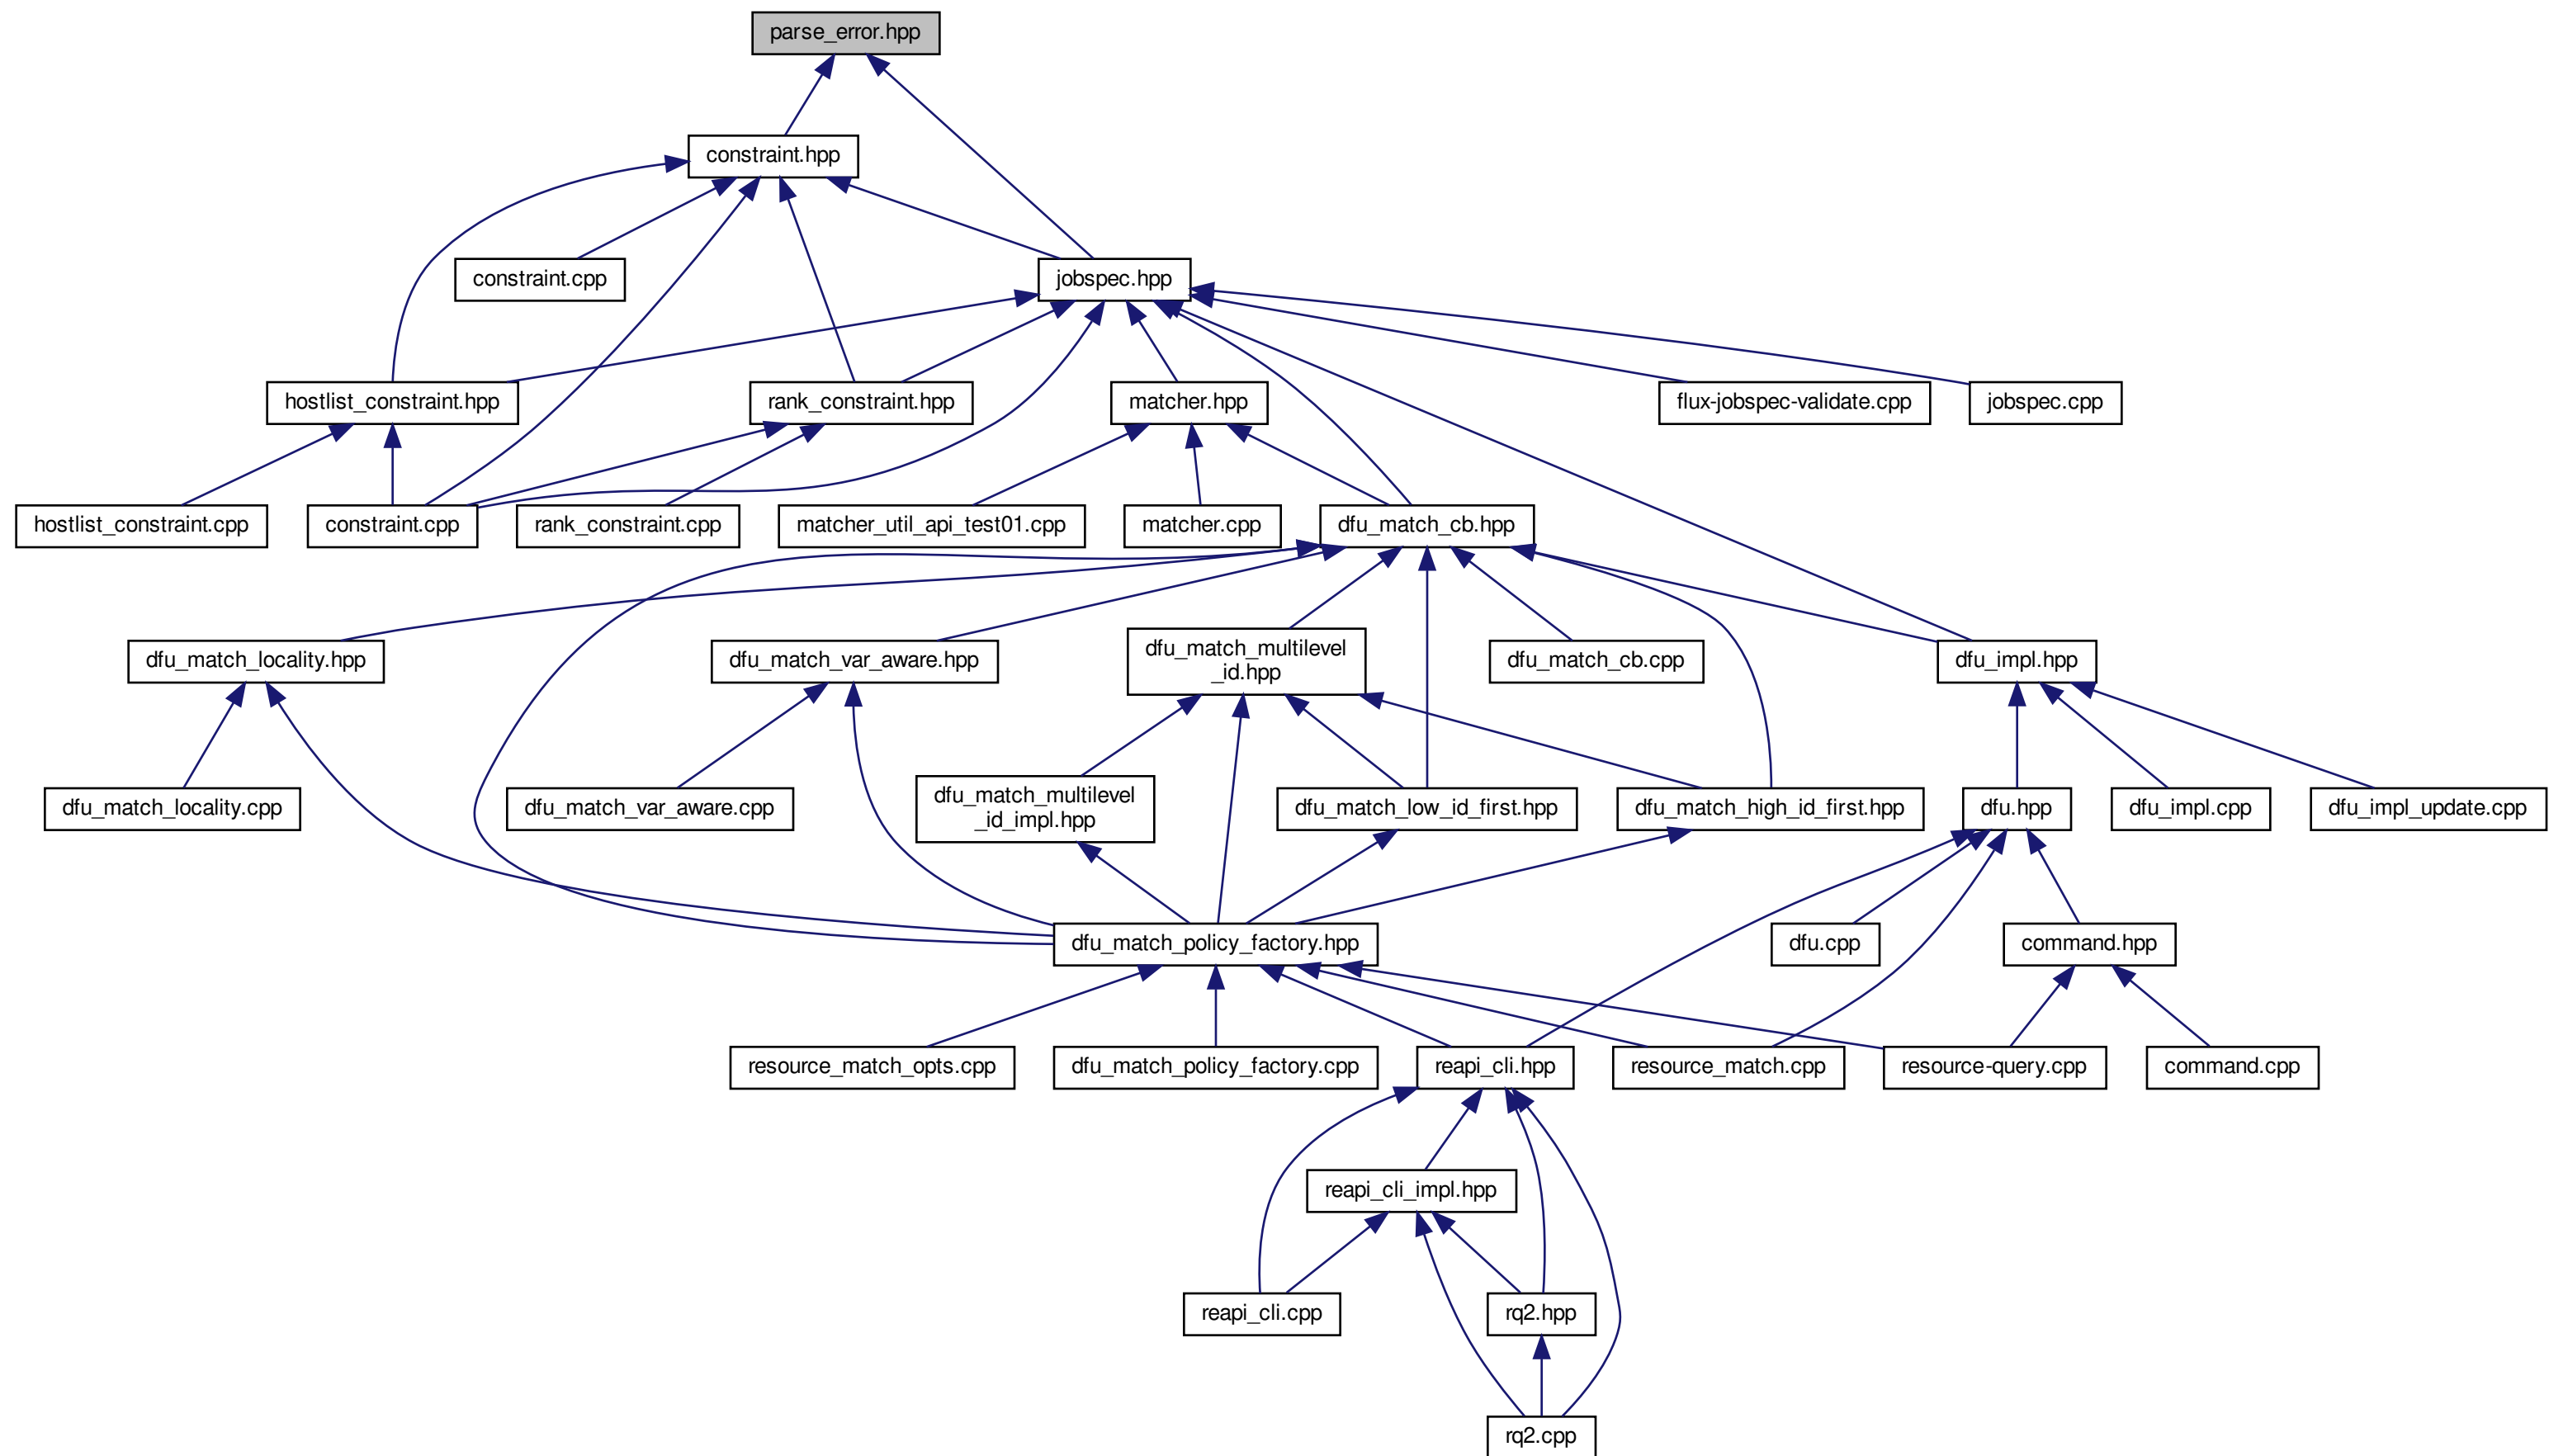 parse_error.hpp
constraint.hpp
constraint.cpp
jobspec.hpp
hostlist_constraint.hpp
rank_constraint.hpp
matcher.hpp
flux-jobspec-validate.cpp
jobspec.cpp
hostlist_constraint.cpp
constraint.cpp
rank_constraint.cpp
matcher_util_api_test01.cpp
matcher.cpp
dfu_match_cb.hpp
dfu_match_locality.hpp
dfu_match_var_aware.hpp
dfu_match_multilevel
_id.hpp
dfu_match_cb.cpp
dfu_impl.hpp
dfu_match_locality.cpp
dfu_match_var_aware.cpp
dfu_match_multilevel
_id_impl.hpp
dfu_match_low_id_first.hpp
dfu_match_high_id_first.hpp
dfu.hpp
dfu_impl.cpp
dfu_impl_update.cpp
dfu_match_policy_factory.hpp
dfu.cpp
command.hpp
resource_match_opts.cpp
dfu_match_policy_factory.cpp
reapi_cli.hpp
resource_match.cpp
resource-query.cpp
command.cpp
reapi_cli_impl.hpp
reapi_cli.cpp
rq2.hpp
rq2.cpp